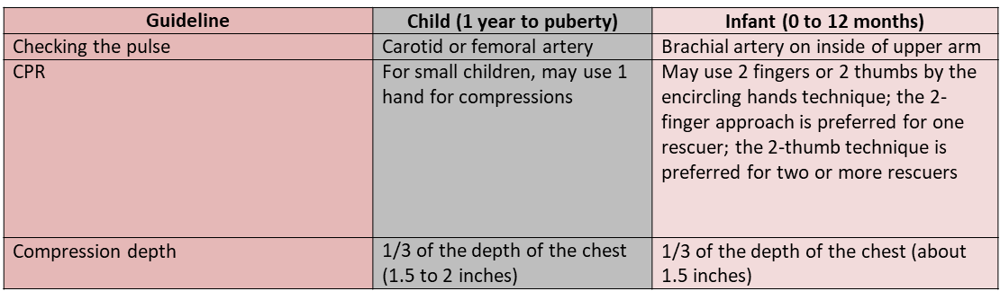 Guideline
Child (1 year to puberty)
Infant (0 to 12 months)
Checking the pulse
Carotid or femoral artery
Brachial artery on inside of upper arm
CPR
For small children, may use 1
hand for compressions
May use 2 fingers or 2 thumbs by the
encircling hands technique; the 2-
finger approach is preferred for one
rescuer; the 2-thumb technique is
preferred for two or more rescuers
Compression depth
1/3 of the depth of the chest
(1.5 to 2 inches)
1/3 of the depth of the chest (about
1.5 inches)